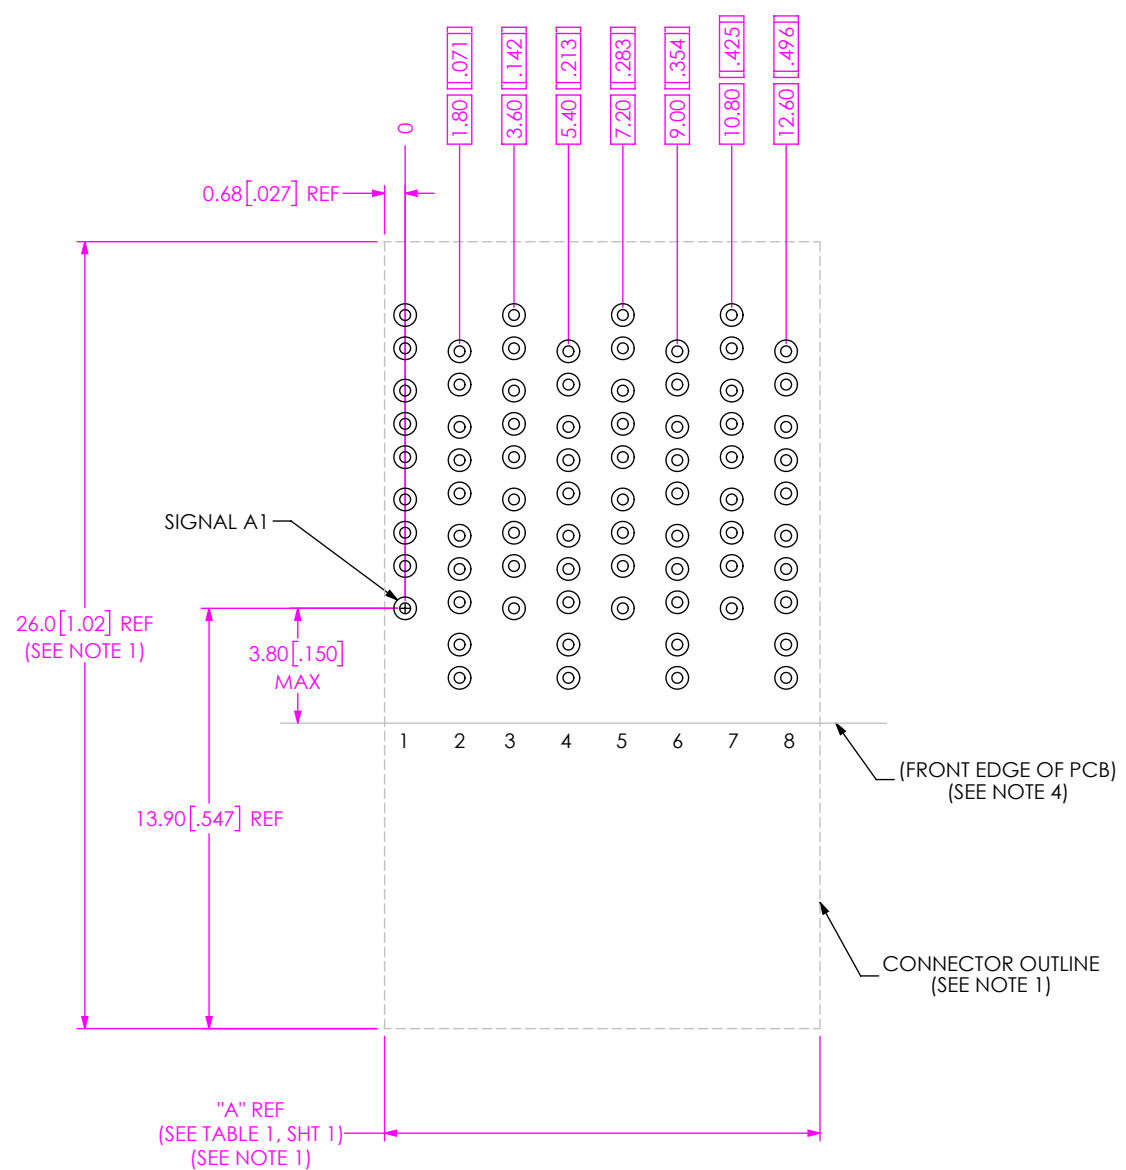 0
1.80 [.071]
3.60 [.142]
5.40 [.213]
7.20 [.283]
9.00 [.354]
10.80 [.425]
12.60 [.496]
0.68[.027] REF
SIGNAL A1
26.0[1.02] REF
(SEE NOTE 1)
3.80[.150]
MAX
1 2 3 4 5 6 7 8
(FRONT EDGE OF PCB)
(SEE NOTE 4)
13.90[.547] REF
CONNECTOR OUTLINE
(SEE NOTE 1)
"A" REF
(SEE TABLE 1, SHT 1)
(SEE NOTE 1)